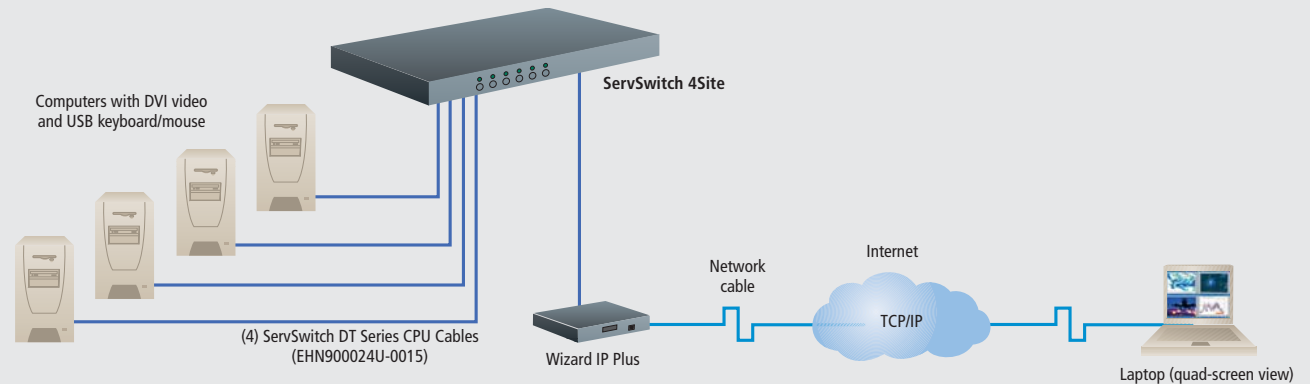 ServSwitch 4Site
Computers with DVI video
and USB keyboard/mouse
Internet
Network
cable
TCP/IP
(4) ServSwitch DT Series CPU Cables
(EHN900024U-0015)
Wizard IP Plus
Laptop (quad-screen view)